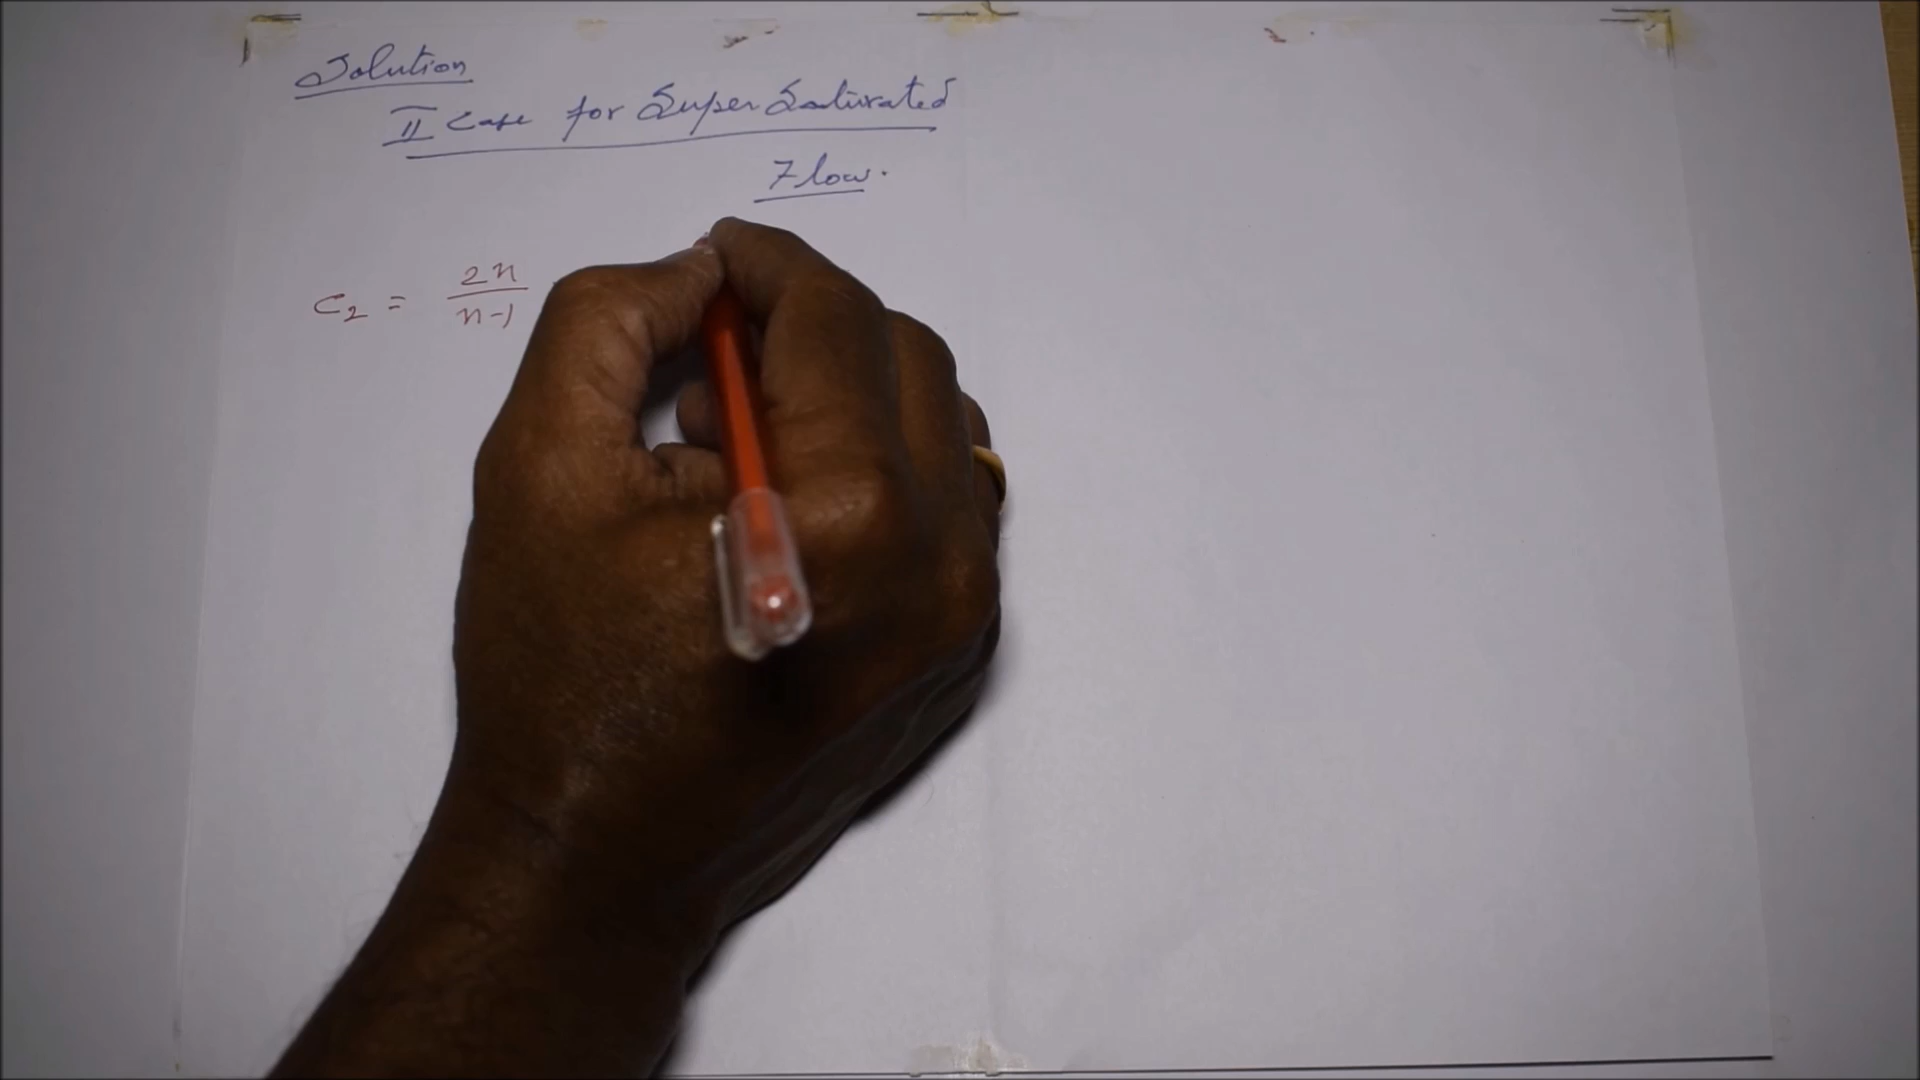 Solution
II Case for Super Saturated
Flow.
C₂ = 2n/n-1